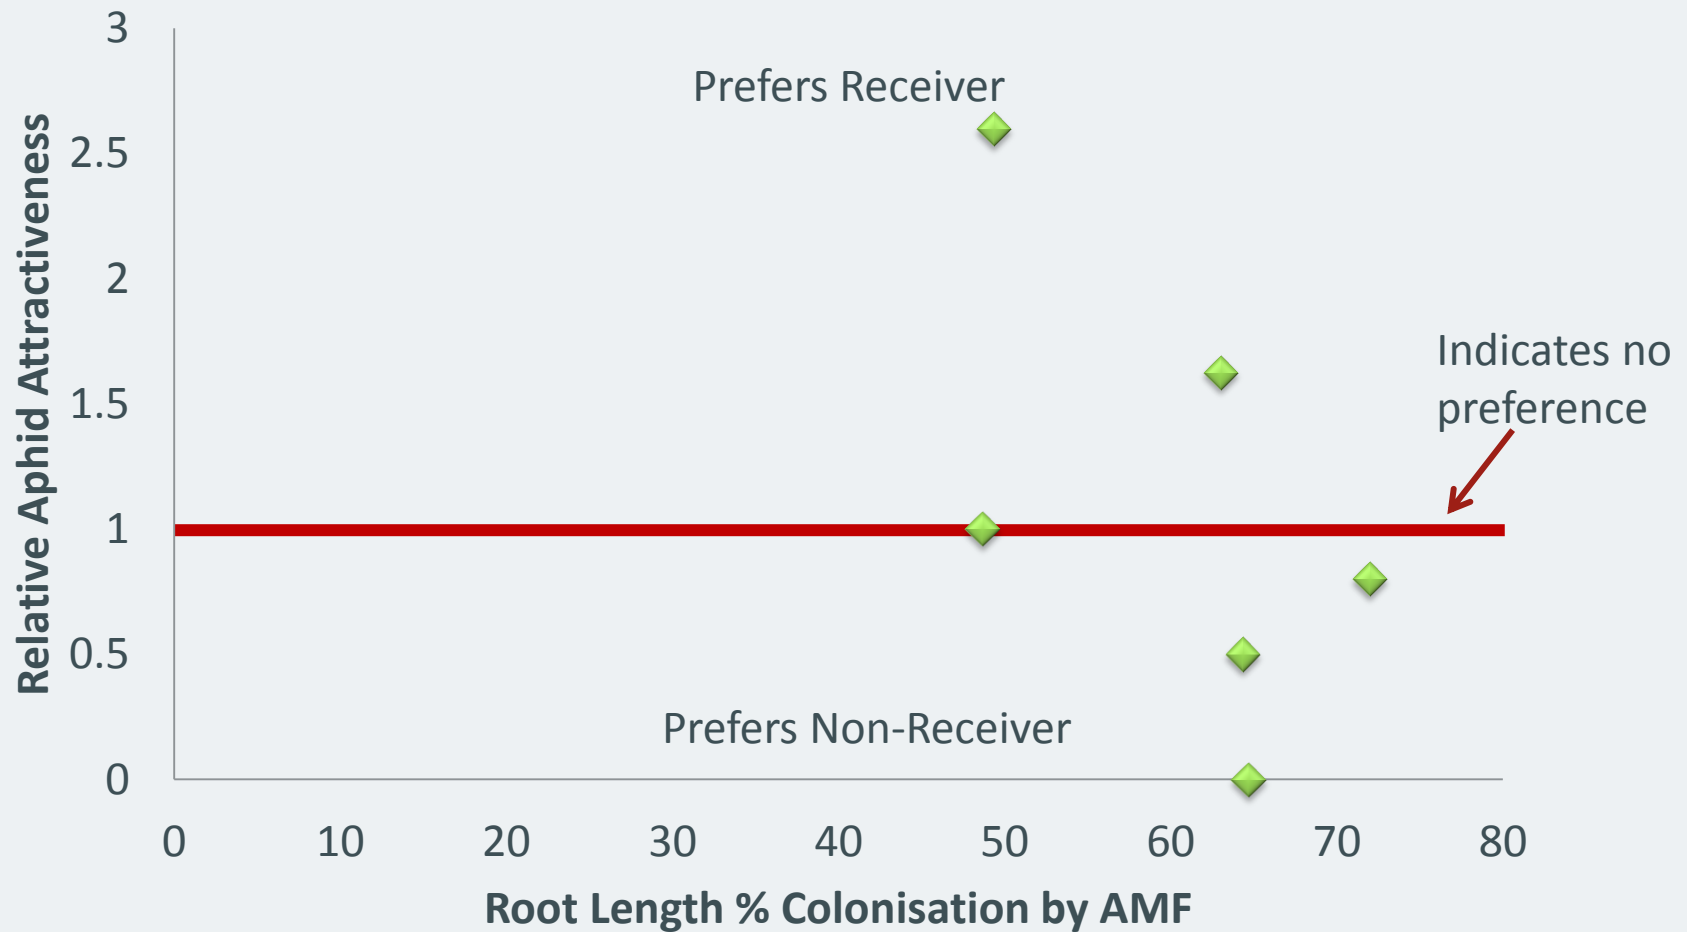 3
Prefers Receiver
2.5
2
Indicates no
preference
1.5
1
0.5
Prefers Non-Receiver
0
0 10 20 30 40 50 60 70 80
Root Length % Colonisation by AMF
Relative Aphid Attractiveness